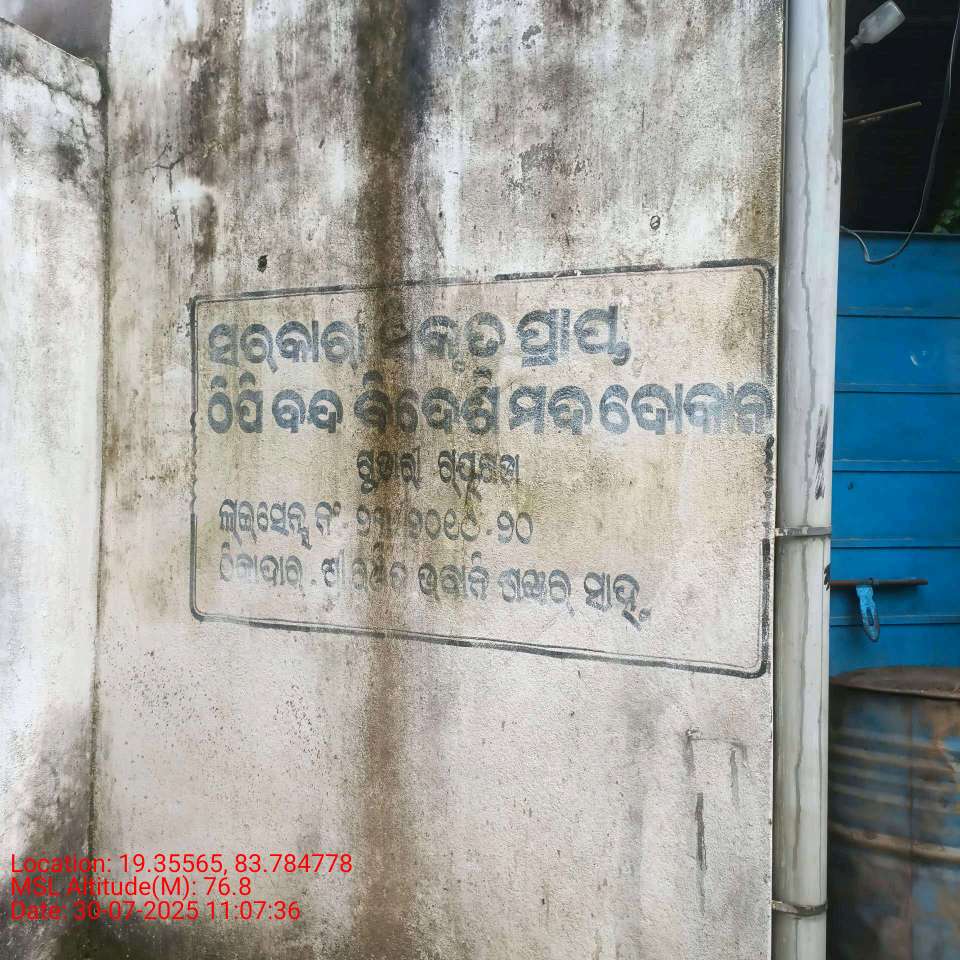 ସରକାରୀ ସ୍ୱୀକୃତି ପ୍ରାପ୍ତ
ଠିପି ବନ୍ଦ ବିଦେଶୀ ମଦ ଦୋକାନ
ଲାଇସେନ୍ସ ନଂ
ଠିକାଦାର - ଶ୍ରୀ ଭବାନି ଶଙ୍କର ସାହୁ
Location: 19.35565, 83.784778
MSL Altitude(M): 76.8
Date: 30-07-2025 11:07:36